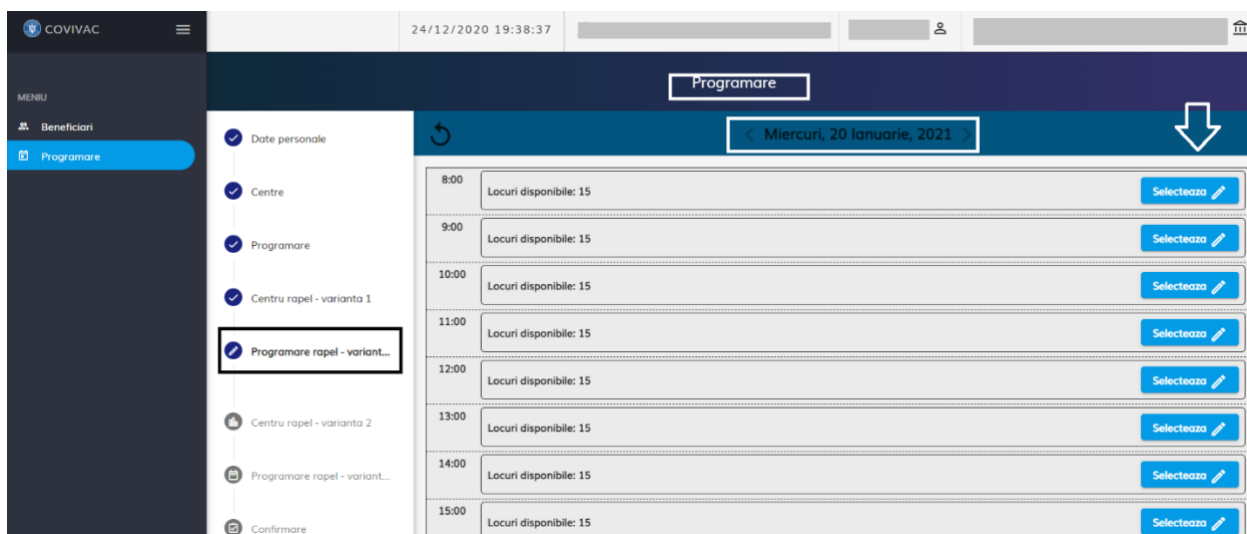 COVIVAC
24/12/2020 19:38:37
Programare
MENIU
Beneficiari
Programare
Date personale
Centre
Programare
Centru rapel - varianta 1
Programare rapel - variant...
Centru rapel - varianta 2
Programare rapel - variant...
Confirmare
Miercuri, 20 Ianuarie, 2021
8:00
Locuri disponibile: 15
Selecteaza
9:00
Locuri disponibile: 15
Selecteaza
10:00
Locuri disponibile: 15
Selecteaza
11:00
Locuri disponibile: 15
Selecteaza
12:00
Locuri disponibile: 15
Selecteaza
13:00
Locuri disponibile: 15
Selecteaza
14:00
Locuri disponibile: 15
Selecteaza
15:00
Locuri disponibile: 15
Selecteaza